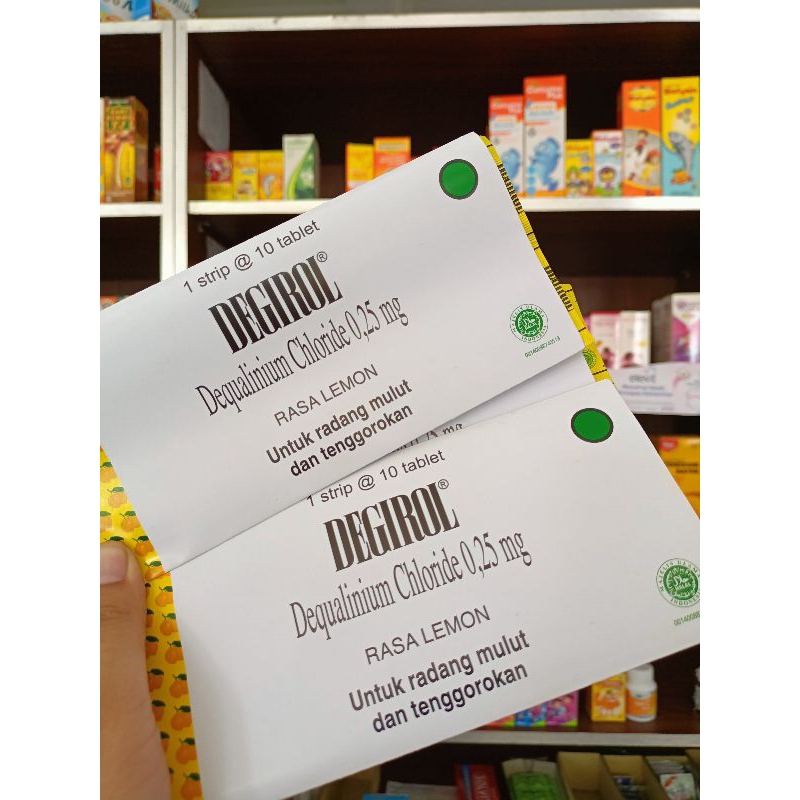 1 strip @ 10 tablet
DEGIROL®
Dequalinium Chloride 0,25 mg
RASA LEMON
Untuk radang mulut
dan tenggorokan
1 strip @ 10 tablet
DEGIROL®
Dequalinium Chloride 0,25 mg
RASA LEMON
Untuk radang mulut
dan tenggorokan